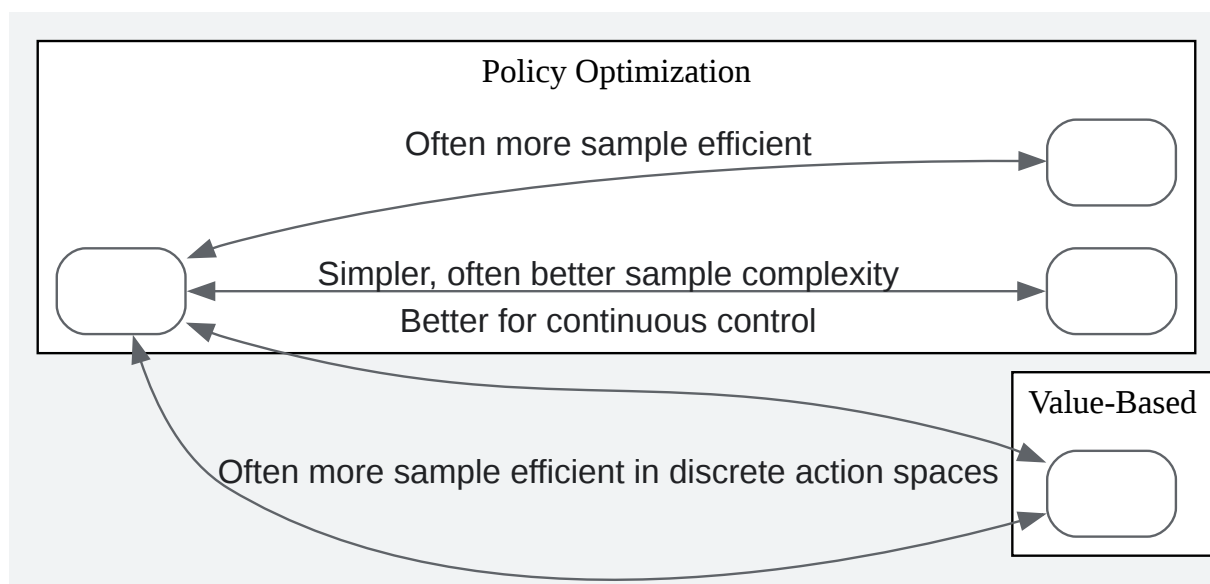 Policy Optimization
Often more sample efficient
Simpler, often better sample complexity
Better for continuous control
Value-Based
Often more sample efficient in discrete action spaces